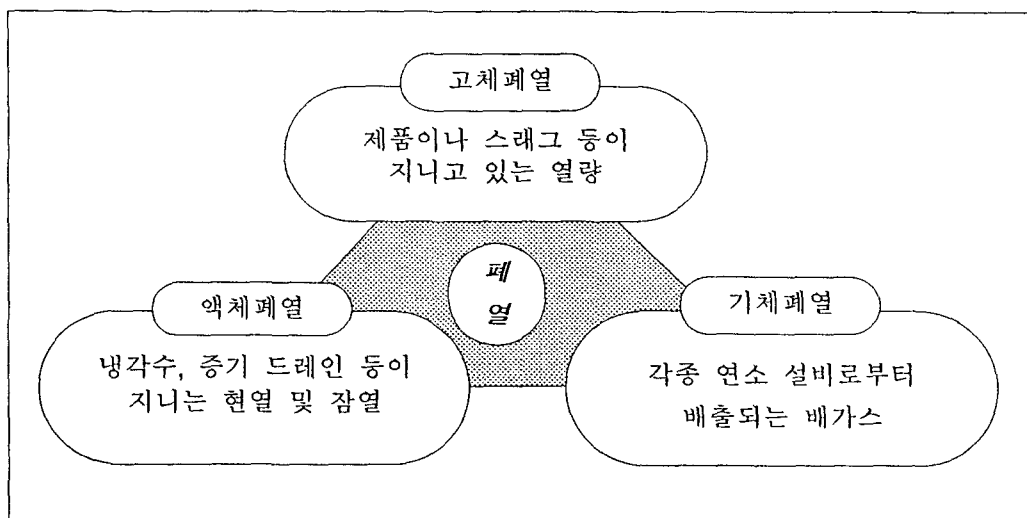 고체폐열
제품이나 스래그 등이
지니고 있는 열량
폐
열
액체폐열
냉각수, 증기 드레인 등이
지니는 현열 및 잠열
기체폐열
각종 연소 설비로부터
배출되는 배가스